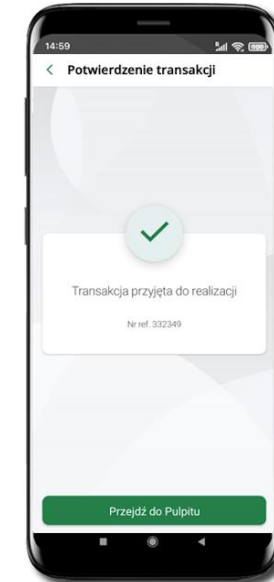 14:59
Potwierdzenie transakcji
Transakcja przyjęta do realizacji
Nr ref. 332349
Przejdź do Pulpitu